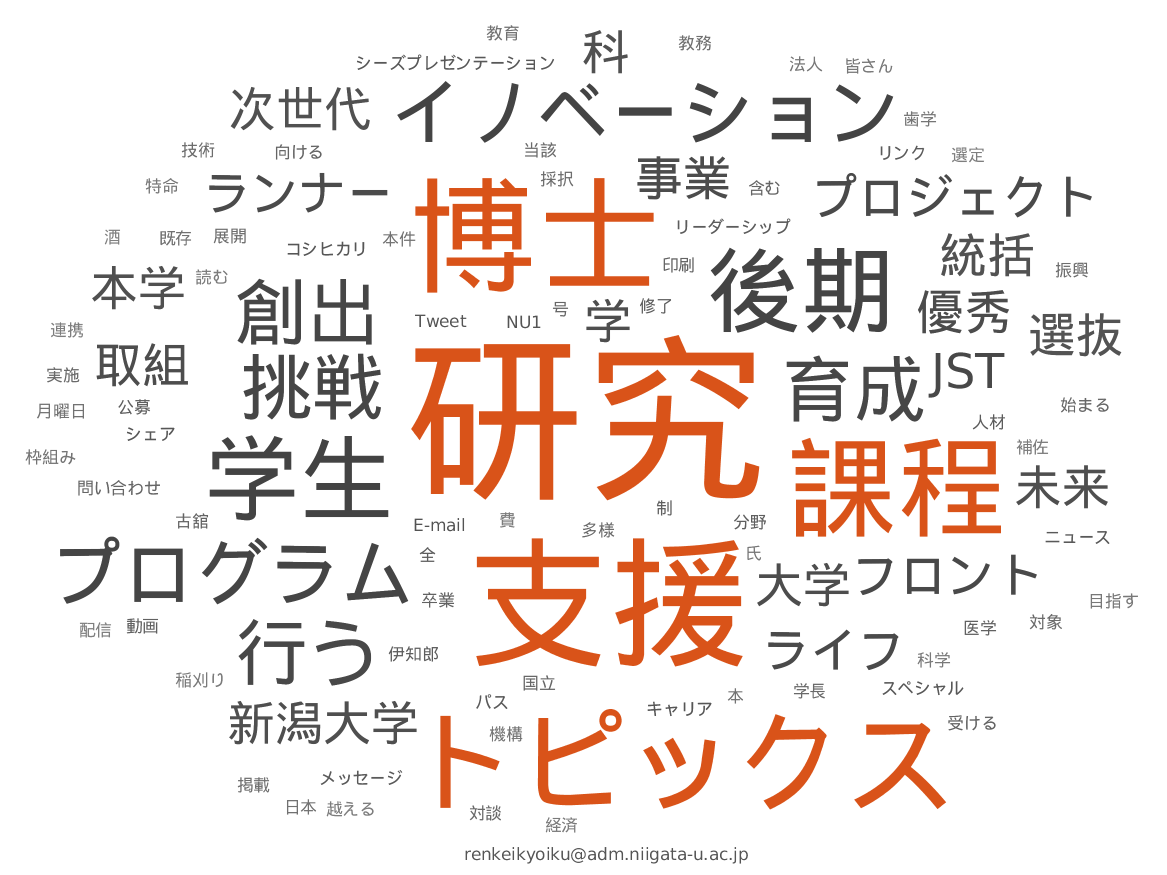 教育
科
教務
シーズプレゼンテーション
法人
皆さん
次世代
イノベーション
歯学
技術
向ける
当該
リンク
選定
特命
ランナー
採択
事業
含む
プロジェクト
博士
リーダーシップ
酒
既存
展開
コシヒカリ
本件
後期
統括
本学
読む
創出
印刷
振興
連携
Tweet
NU1
号
学
修了
優秀
選抜
取組
実施
挑戦
研究
育成
JST
月曜日
公募
シェア
人材
始まる
枠組み
問い合わせ
学生
課程
補佐
未来
古舘
E-mail
費
多様
制
分野
ニュース
プログラム
全
支援
氏
大学
フロント
卒業
目指す
配信
動画
行う
伊知郎
ライフ
医学
対象
稲刈り
国立
科学
新潟大学
パス
キャリア
本
学長
スペシャル
機構
トピックス
受ける
掲載
メッセージ
日本
越える
対談
経済
renkeikyoiku@adm.niigata-u.ac.jp